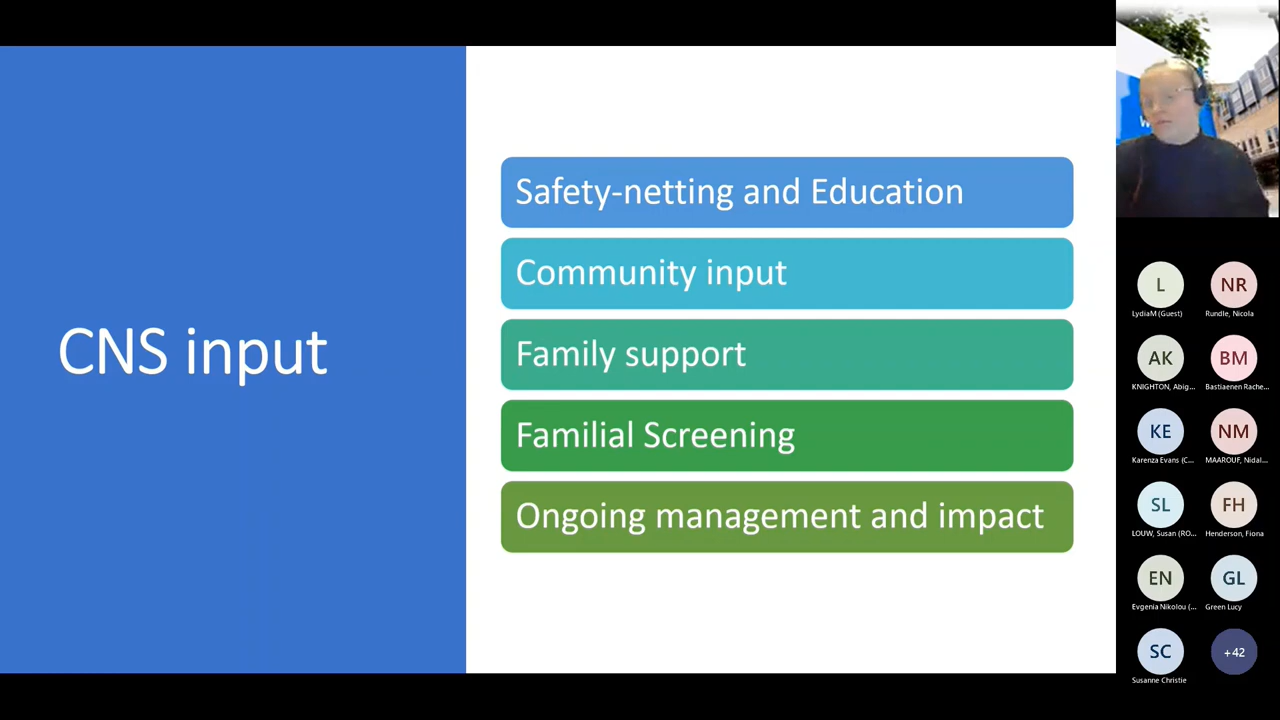 CNS input
Safety-netting and Education
Community input
Family support
Familial Screening
Ongoing management and impact
L
NR
LydiaM (Guest)
Rundle, Nicola
AK
BM
KNIGHTON, Abig...
Bastiaenen Rache...
KE
NM
Karenza Evans (C...
MAAROUF, Nidal...
SL
FH
LOUW, Susan (RO...
Henderson, Fiona
EN
GL
Evgenia Nikolou (...
Green Lucy
SC
+42
Susanne Christie